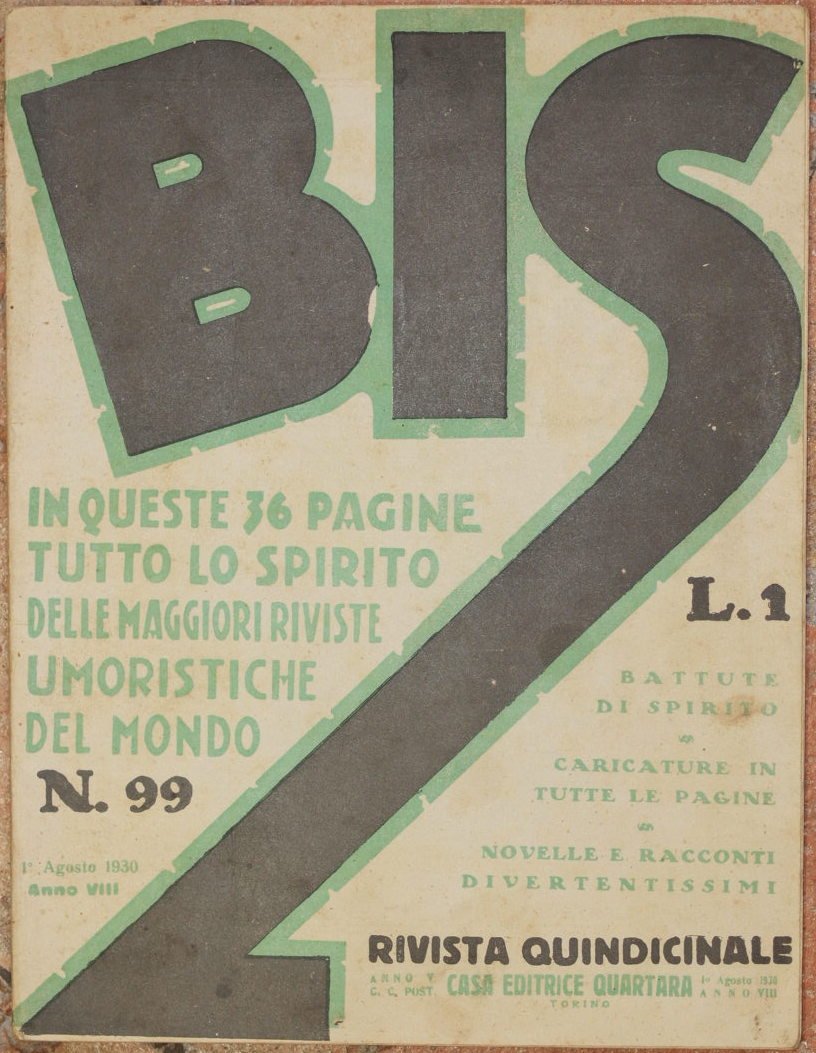 BIS
IN QUESTE 36 PAGINE
TUTTO LO SPIRITO
DELLE MAGGIORI RIVISTE
UMORISTICHE
DEL MONDO
N. 99
1º Agosto 1930
Anno VIII
L. 1
BATTUTE
DI SPIRITO
CARICATURE IN
TUTTE LE PAGINE
NOVELLE E RACCONTI
DIVERTENTISSIMI
RIVISTA QUINDICINALE
ANNO V
C. C. POST.
CASA EDITRICE QUARTARA
TORINO
1º Agosto 1930
ANNO VIII